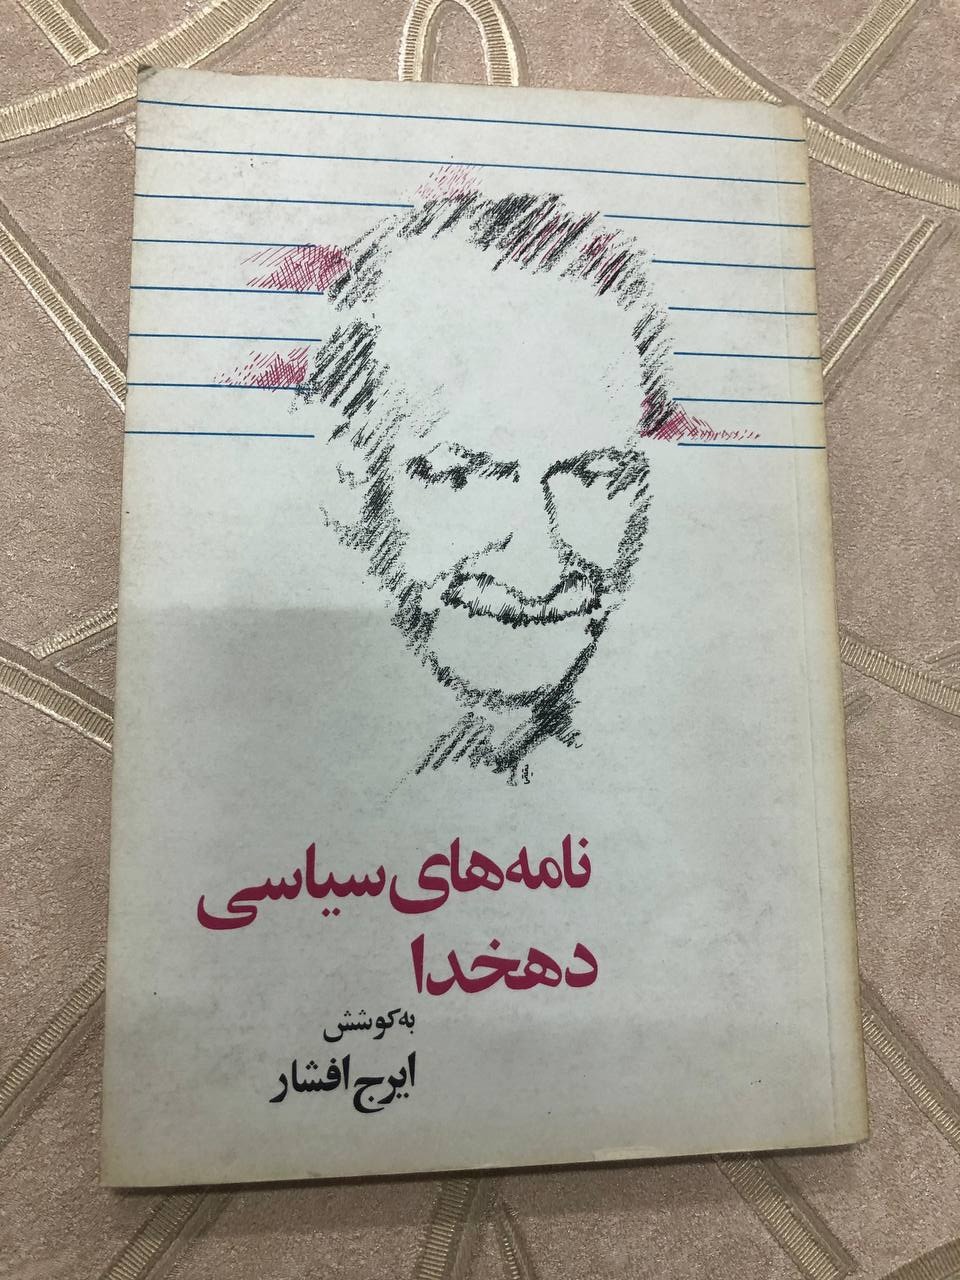 نامه‌های سیاسی
دهخدا
به کوشش
ایرج افشار